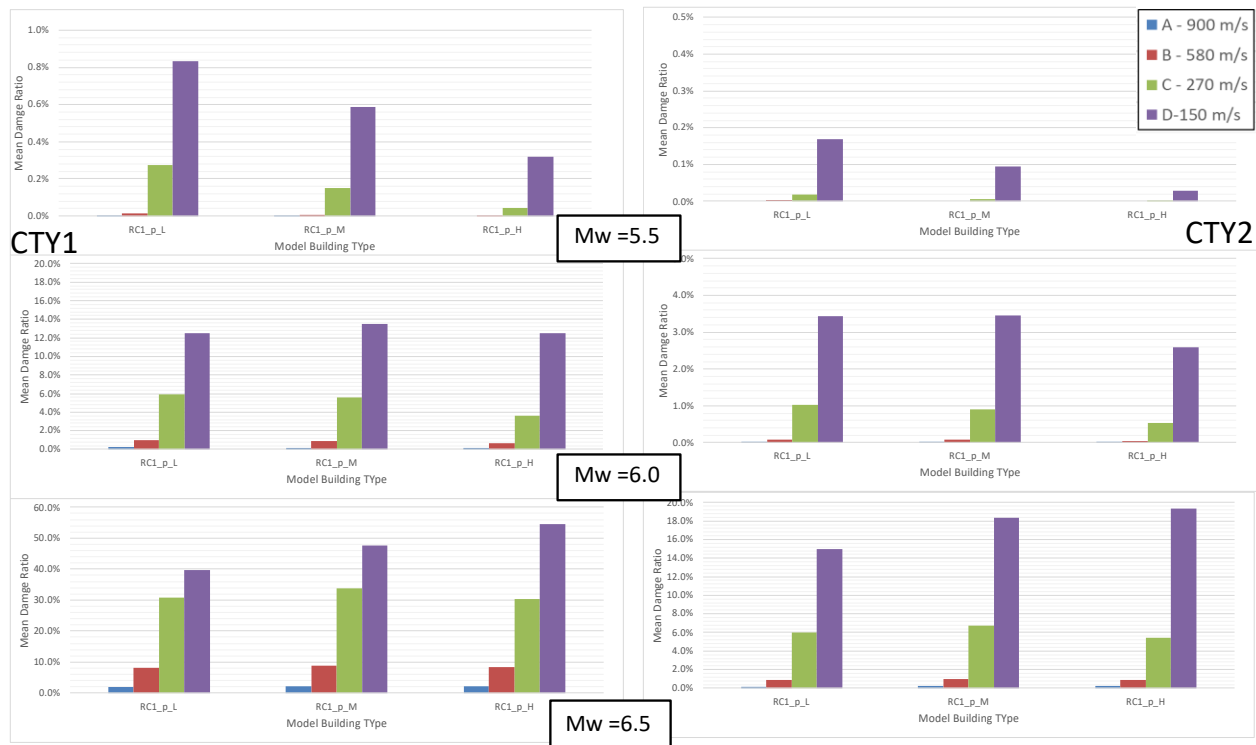 1.0%
0.8%
0.6%
0.4%
0.2%
0.0%
Mean Damge Ratio
RC1_p_L
RC1_p_M
RC1_p_H
Model Building TYpe
0.5%
0.4%
0.3%
0.2%
0.1%
0.0%
Mean Damge Ratio
RC1_p_L
RC1_p_M
RC1_p_H
Model Building TYpe
A - 900 m/s
B - 580 m/s
C - 270 m/s
D-150 m/s
CTY1
Mw =5.5
CTY2
20.0%
18.0%
16.0%
14.0%
12.0%
10.0%
8.0%
6.0%
4.0%
2.0%
0.0%
Mean Damge Ratio
RC1_p_L
RC1_p_M
RC1_p_H
Model Building TYpe
4.0%
3.0%
2.0%
1.0%
0.0%
Mean Damge Ratio
RC1_p_L
RC1_p_M
RC1_p_H
Model Building TYpe
Mw =6.0
60.0%
50.0%
40.0%
30.0%
20.0%
10.0%
0.0%
Mean Damge Ratio
RC1_p_L
RC1_p_M
RC1_p_H
Model Building TYpe
20.0%
18.0%
16.0%
14.0%
12.0%
10.0%
8.0%
6.0%
4.0%
2.0%
0.0%
Mean Damge Ratio
RC1_p_L
RC1_p_M
RC1_p_H
Model Building TYpe
Mw =6.5